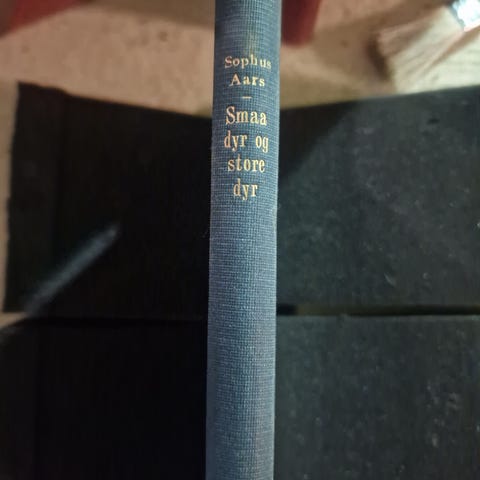 Sophus
Aars
–
Smaa
dyr og
store
dyr